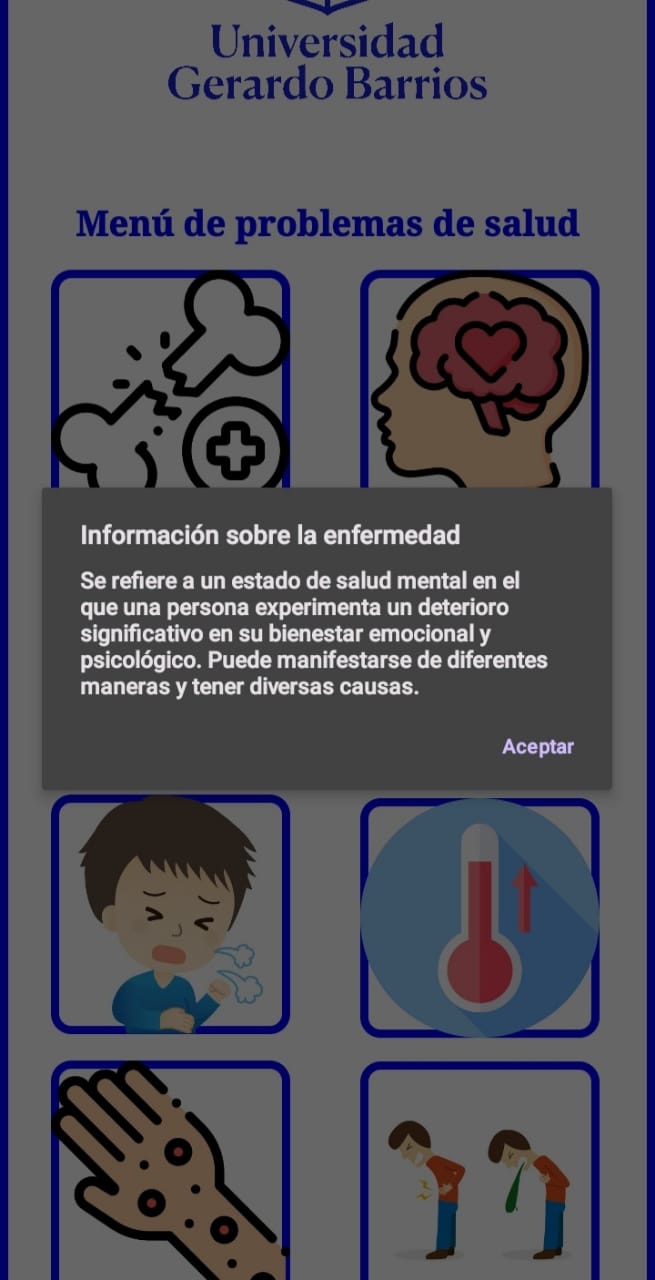 Universidad
Gerardo Barrios
Menú de problemas de salud
Información sobre la enfermedad
Se refiere a un estado de salud mental en el
que una persona experimenta un deterioro
significativo en su bienestar emocional y
psicológico. Puede manifestarse de diferentes
maneras y tener diversas causas.
Aceptar